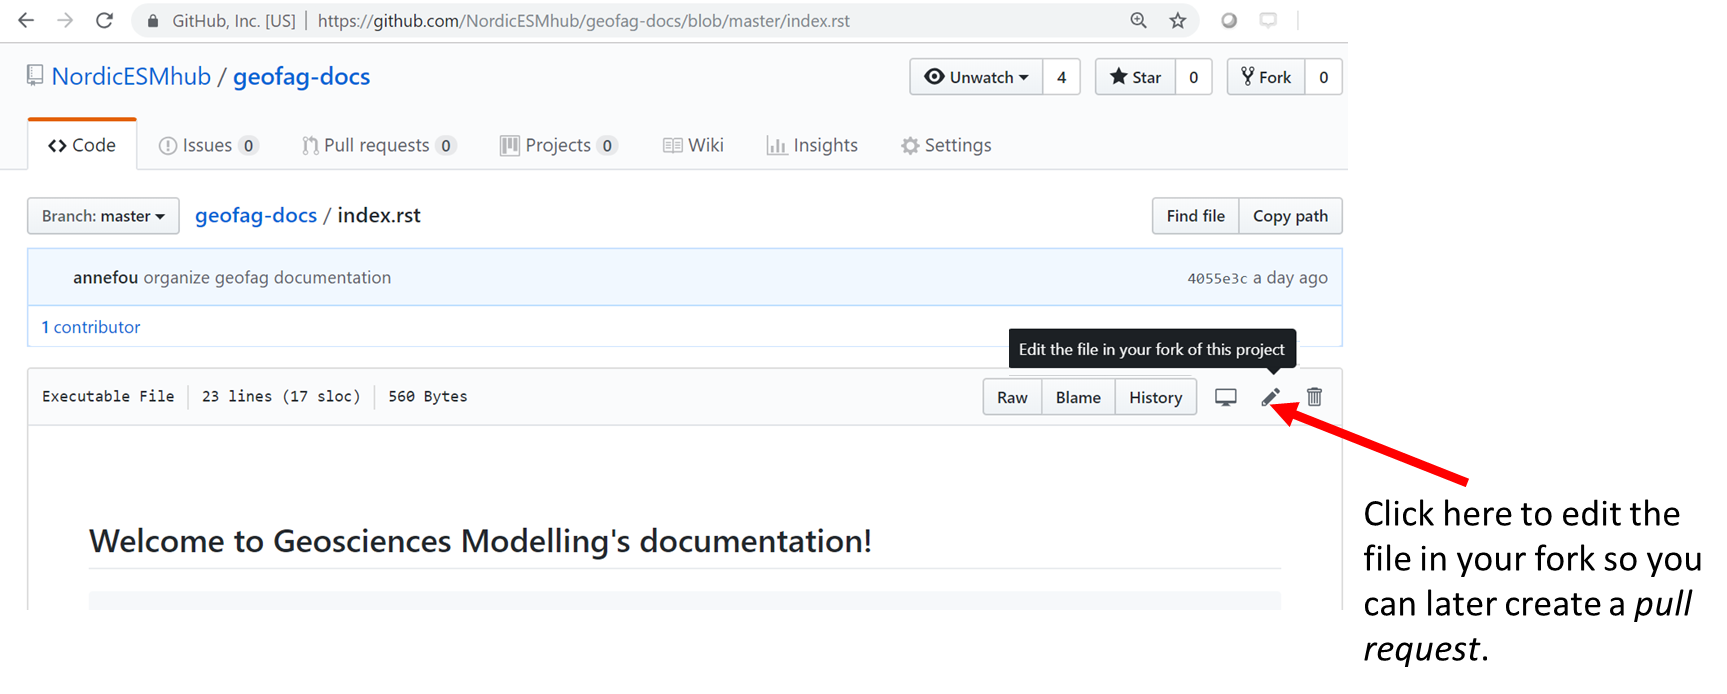 GitHub, Inc. [US] | https://github.com/NordicESMhub/geofag-docs/blob/master/index.rst
NordicESMhub / geofag-docs
Unwatch 4
Star 0
Fork 0
Code
Issues 0
Pull requests 0
Projects 0
Wiki
Insights
Settings
Branch: master
geofag-docs / index.rst
Find file
Copy path
annefou organize geofag documentation
4055e3c a day ago
1 contributor
Edit the file in your fork of this project
Executable File
23 lines (17 sloc)
560 Bytes
Raw
Blame
History
Welcome to Geosciences Modelling's documentation!
Click here to edit the
file in your fork so you
can later create a pull
request.